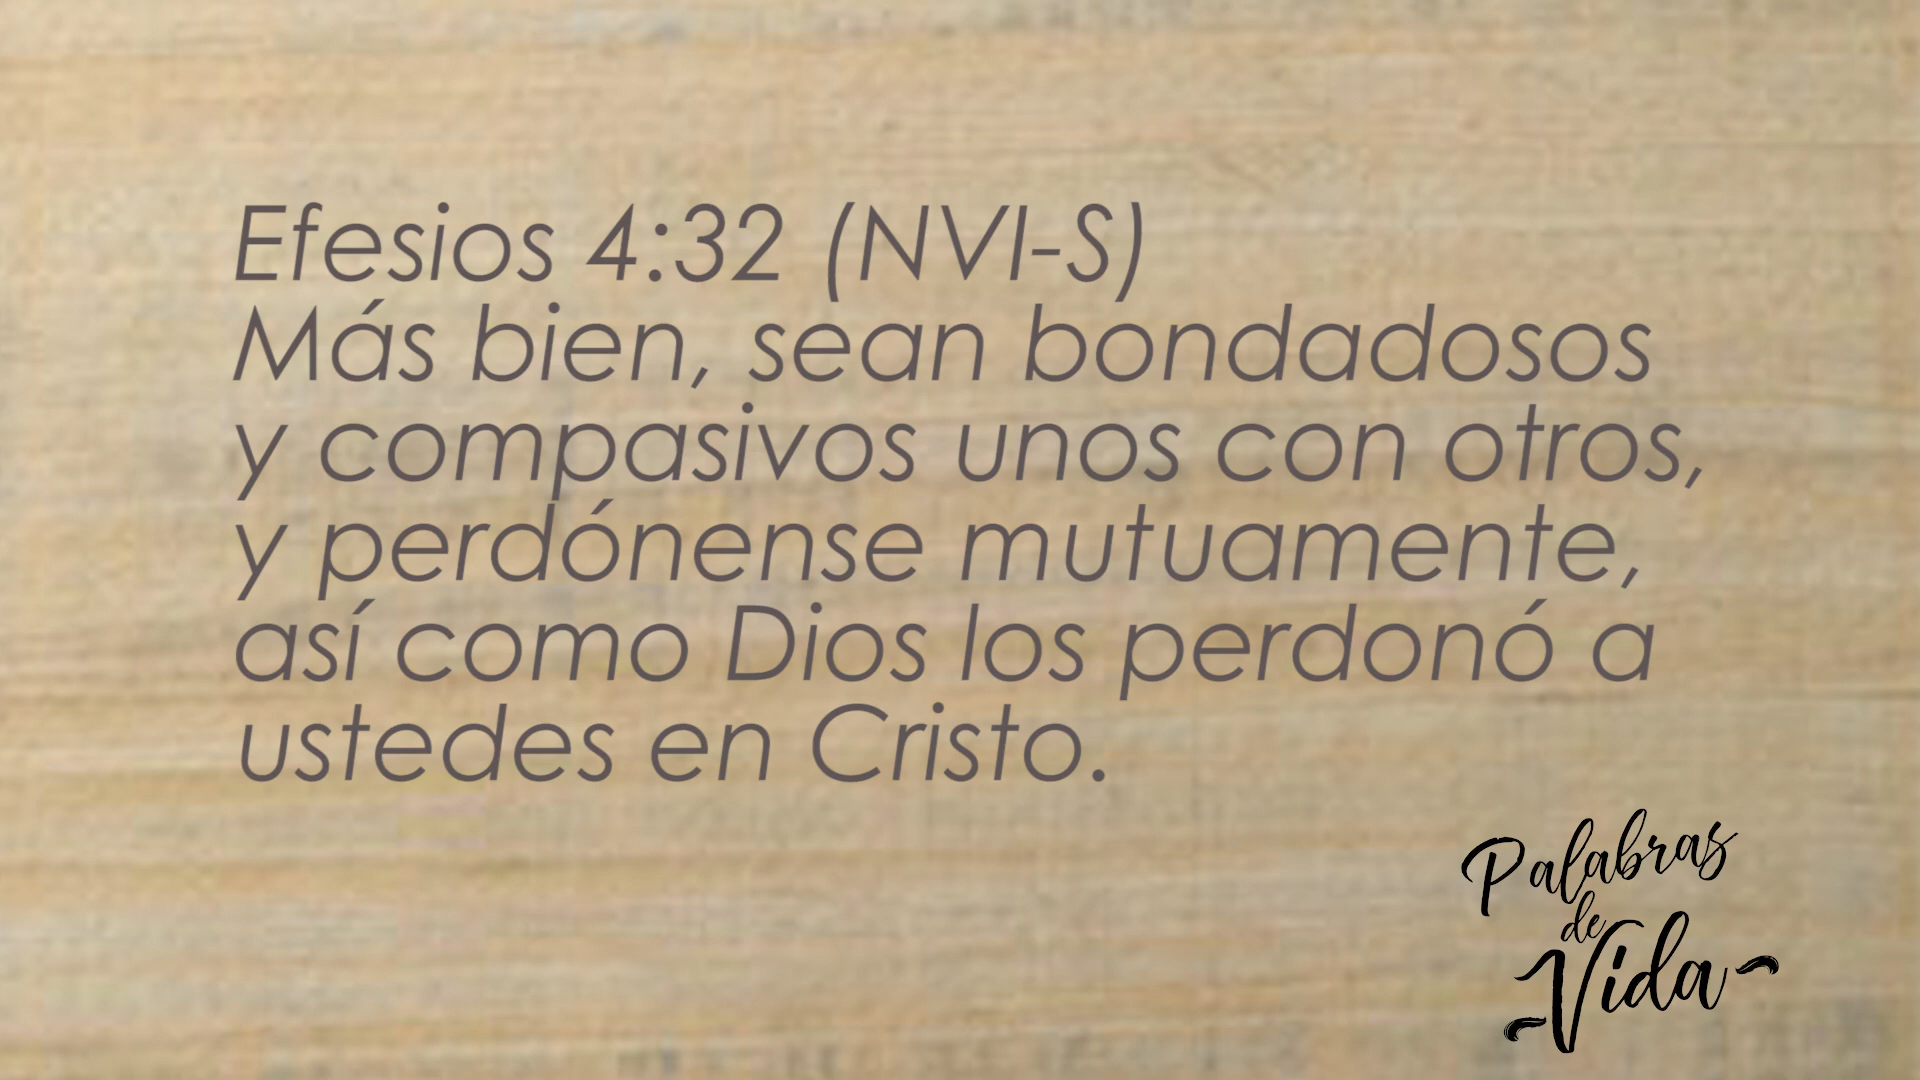 Efesios 4:32 (NVI-S)
Más bien, sean bondadosos
y compasivos unos con otros,
y perdónense mutuamente,
así como Dios los perdonó a
ustedes en Cristo.
Palabras
de
Vida